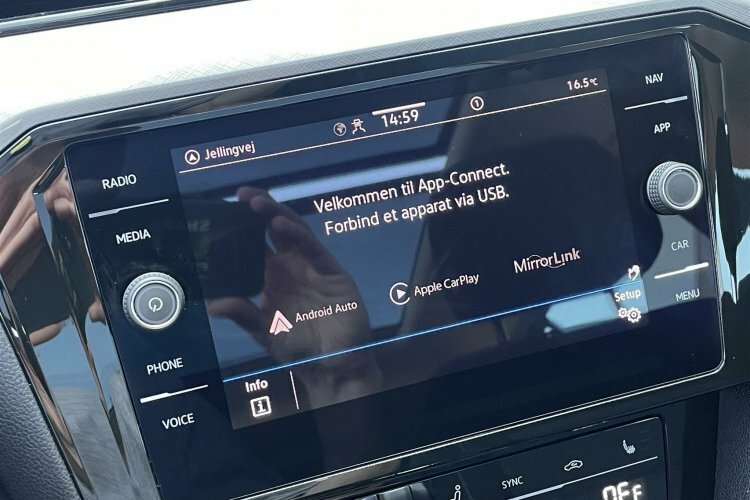 Jellingvej
14:59
1
16.5°C
NAV
RADIO
APP
Velkommen til App-Connect.
Forbind et apparat via USB.
MEDIA
CAR
MirrorLink
Apple CarPlay
Android Auto
Setup
MENU
PHONE
Info
VOICE
SYNC
OFF